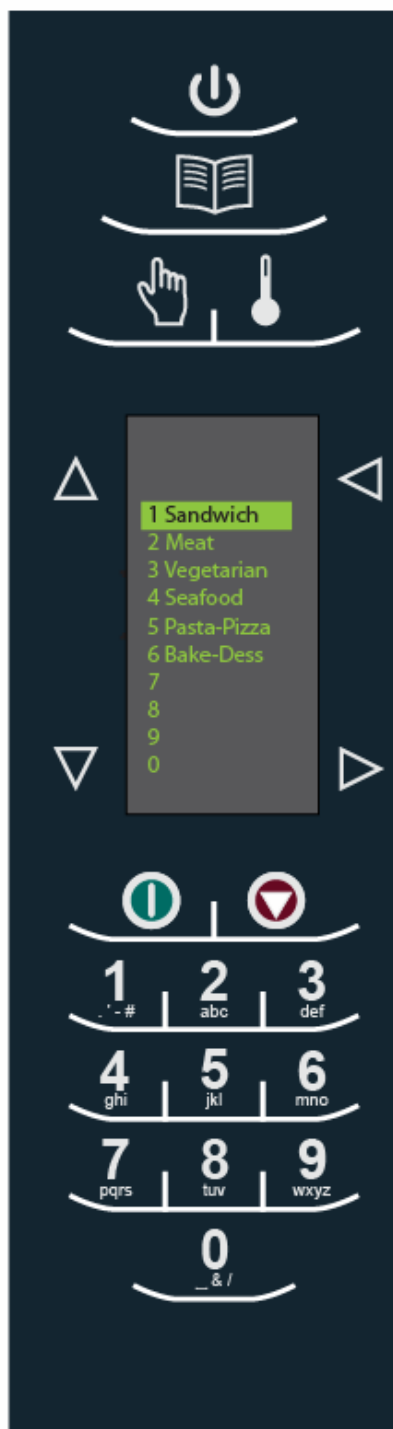 1 Sandwich
2 Meat
3 Vegetarian
4 Seafood
5 Pasta-Pizza
6 Bake-Dess
7
8
9
0
1 2 3
. ' - # abc def
4 5 6
ghi jkl mno
7 8 9
pqrs tuv wxyz
0
_ & /